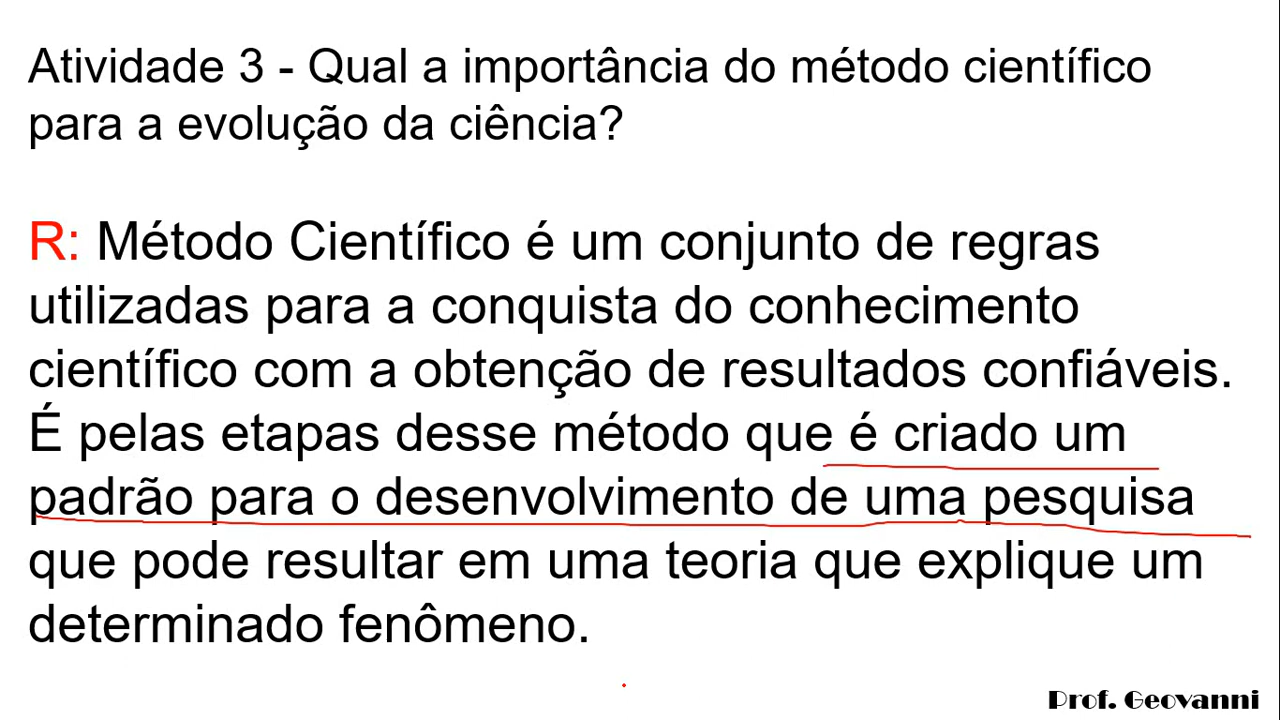 Atividade 3 - Qual a importância do método científico
para a evolução da ciência?
R: Método Científico é um conjunto de regras
utilizadas para a conquista do conhecimento
científico com a obtenção de resultados confiáveis.
É pelas etapas desse método que é criado um
padrão para o desenvolvimento de uma pesquisa
que pode resultar em uma teoria que explique um
determinado fenômeno.
Prof. Geovanni